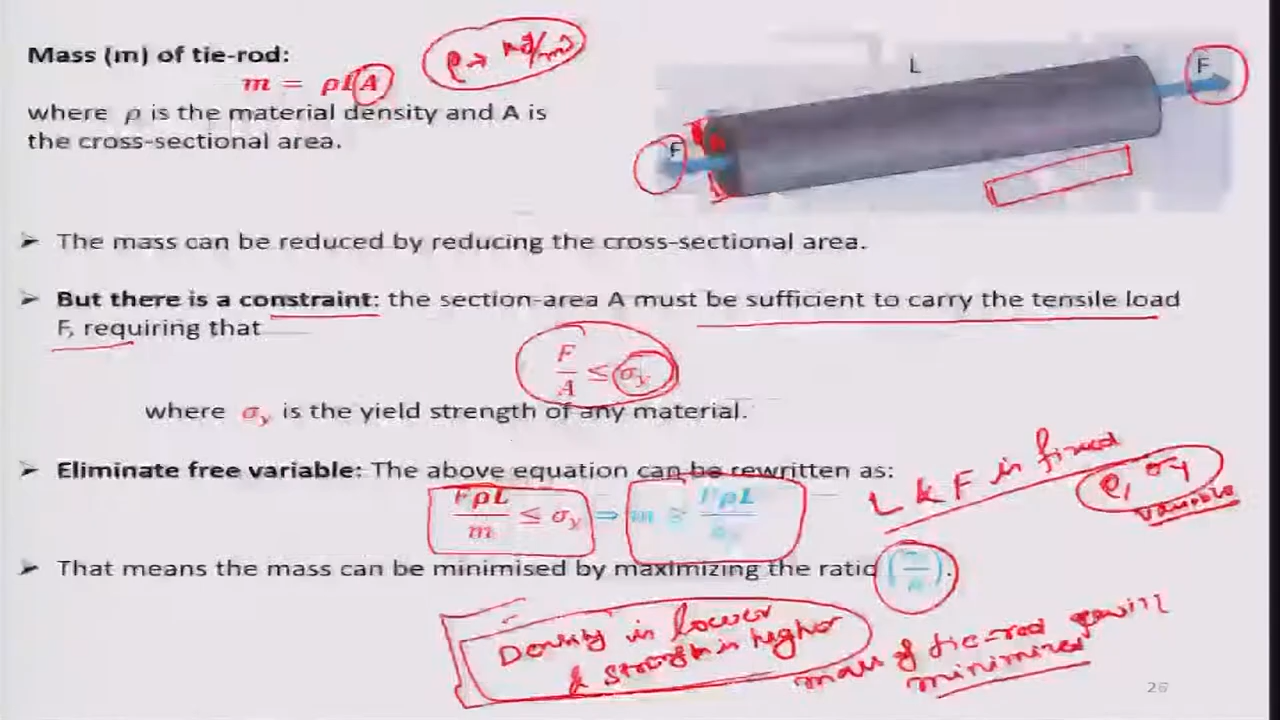 Mass (m) of tie-rod:
m = ρLA
ρ→ kg/m³
where ρ is the material density and A is
the cross-sectional area.
L
F
F
➢ The mass can be reduced by reducing the cross-sectional area.
➢ But there is a constraint: the section-area A must be sufficient to carry the tensile load
F, requiring that
F/A ≤ σy
where σy is the yield strength of any material.
➢ Eliminate free variable: The above equation can be rewritten as:
FρL/m ≤ σy ⇒ m ≥ FρL/σy
L & F is fixed
ρ, σy
variable
➢ That means the mass can be minimised by maximizing the ratio
Density is lower
& strength is higher
mass of tie-rod
minimized
26